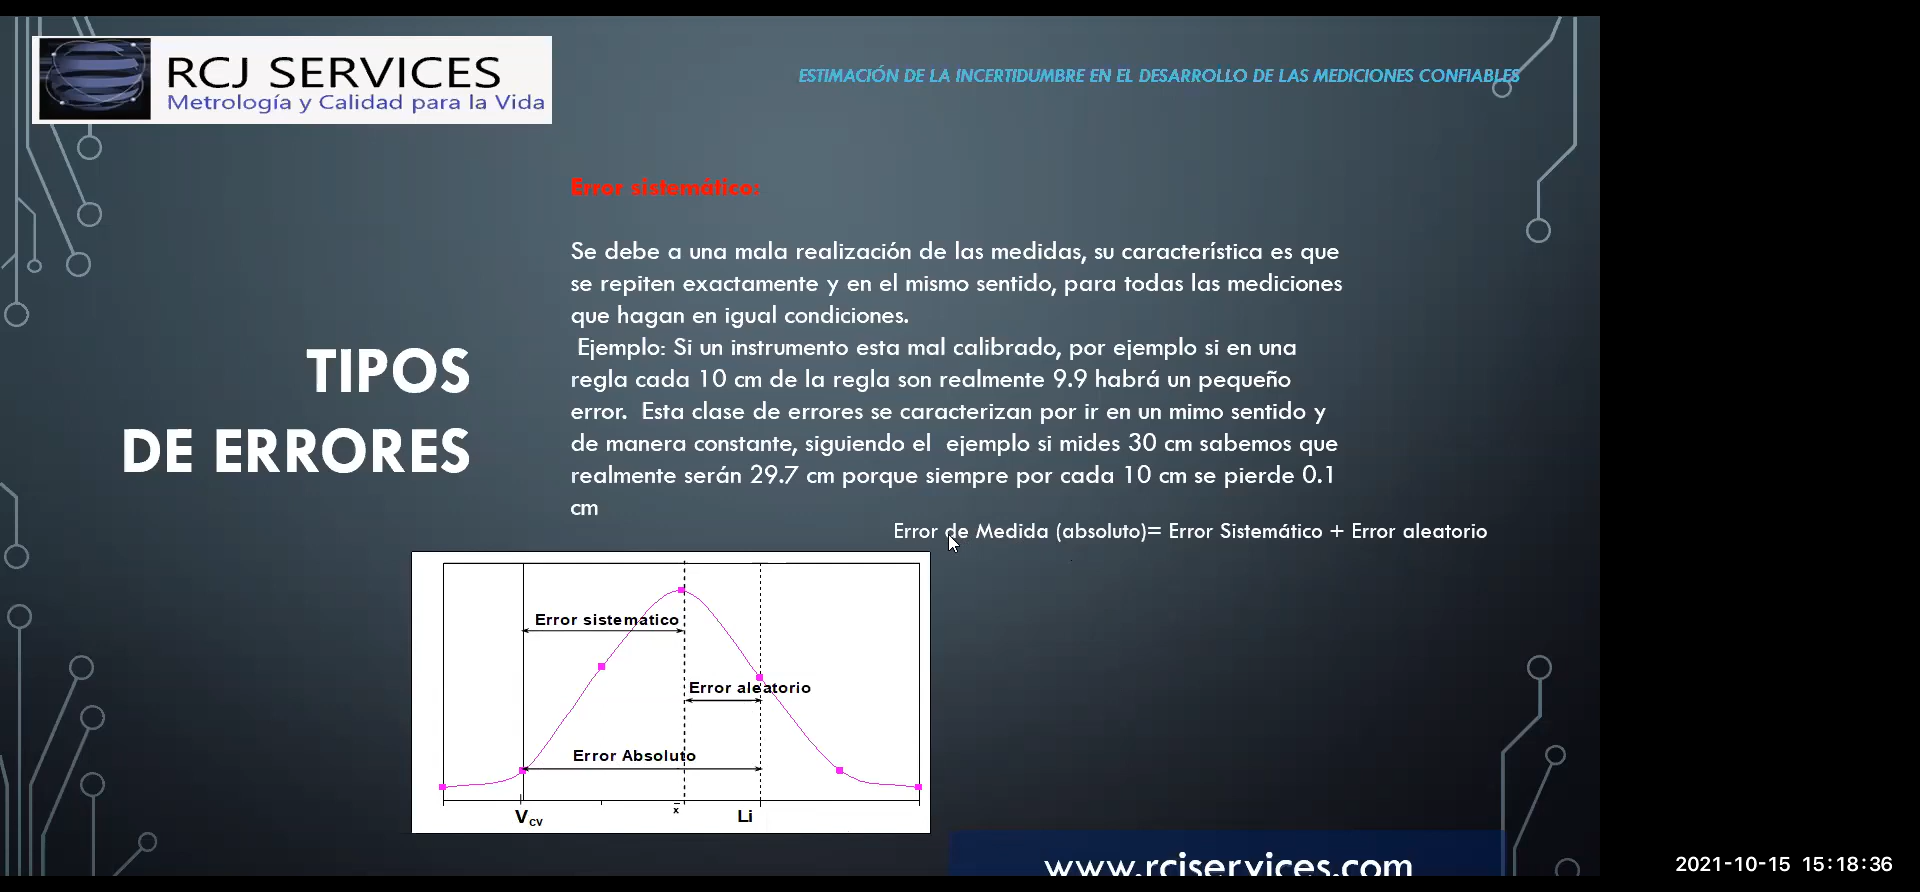 RCJ SERVICES
Metrología y Calidad para la Vida
ESTIMACIÓN DE LA INCERTIDUMBRE EN EL DESARROLLO DE LAS MEDICIONES CONFIABLES
TIPOS
DE ERRORES
Error sistemático:
Se debe a una mala realización de las medidas, su característica es que
se repiten exactamente y en el mismo sentido, para todas las mediciones
que hagan en igual condiciones.
Ejemplo: Si un instrumento esta mal calibrado, por ejemplo si en una
regla cada 10 cm de la regla son realmente 9.9 habrá un pequeño
error. Esta clase de errores se caracterizan por ir en un mimo sentido y
de manera constante, siguiendo el ejemplo si mides 30 cm sabemos que
realmente serán 29.7 cm porque siempre por cada 10 cm se pierde 0.1
cm
Error de Medida (absoluto)= Error Sistemático + Error aleatorio
Error sistematico
Error aleatorio
Error Absoluto
Vcv
x̄
Li
www.rcjservices.com
2021-10-15 15:18:36